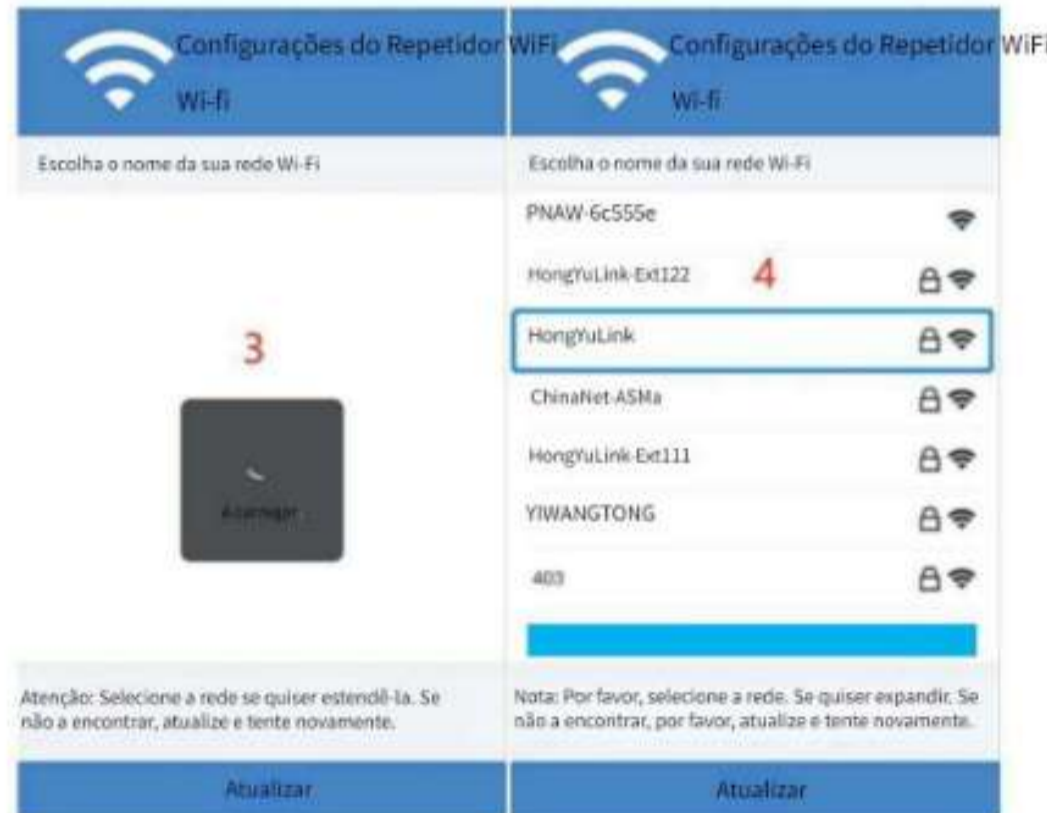 Configurações do Repetidor WiFi
Wi-fi
Escolha o nome da sua rede Wi-Fi
3
Atenção: Selecione a rede se quiser estendê-la. Se
não a encontrar, atualize e tente novamente.
Atualizar
Configurações do Repetidor WiFi
Wi-fi
Escolha o nome da sua rede Wi-Fi
PNAW-6c555e
HongYuLink-Ext122
4
HongYuLink
ChinaNet-ASMa
HongYuLink-Ext111
YIWANGTONG
403
Nota: Por favor, selecione a rede. Se quiser expandir. Se
não a encontrar, por favor, atualize e tente novamente.
Atualizar